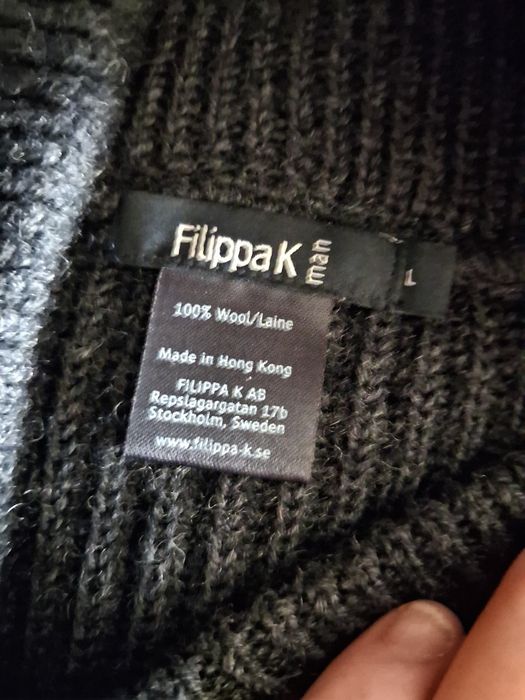 Filippa K man
L
100% Wool/Laine
Made in Hong Kong
FILIPPA K AB
Repslagargatan 17b
Stockholm, Sweden
www.filippa-k.se